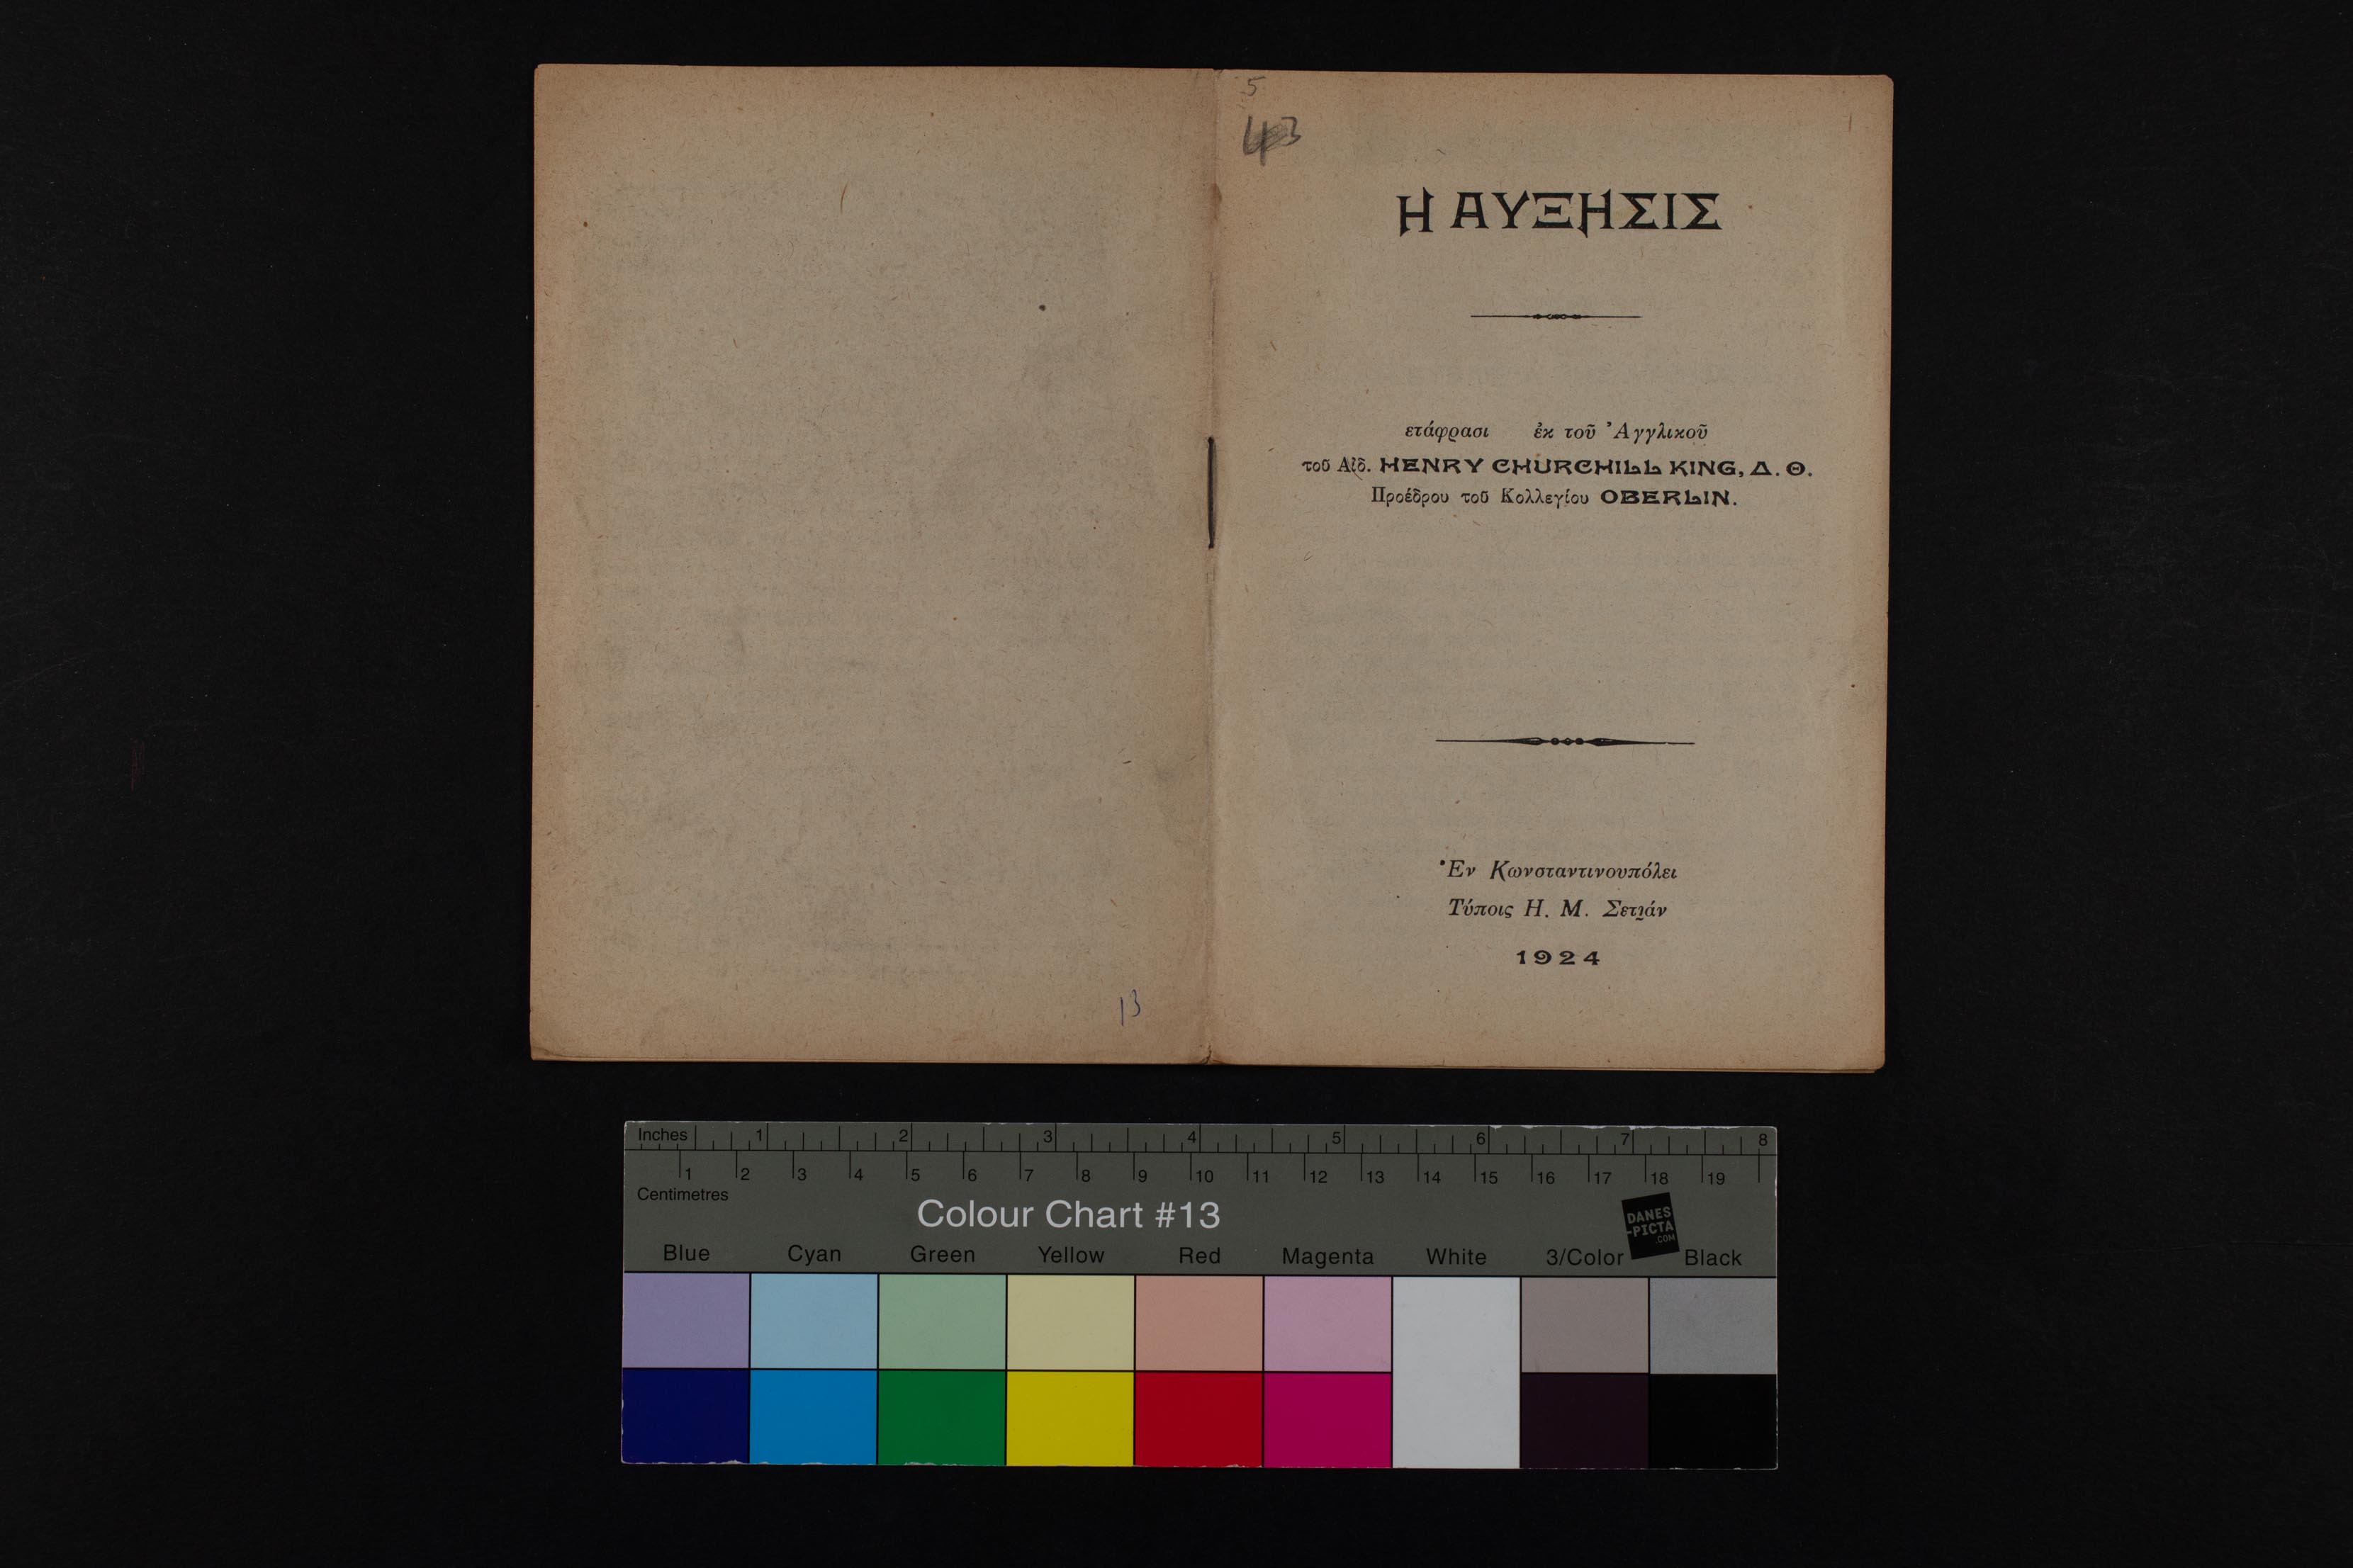 5
43
Η ΑΥΞΗΣΙΣ
ετάφρασι ἐκ τοῦ Ἀγγλικοῦ
τοῦ Αἰδ. HENRY CHURCHILL KING, Δ. Θ.
Προέδρου τοῦ Κολλεγίου OBERLIN.
Ἐν Κωνσταντινουπόλει
Τύποις Η. Μ. Σετιάν
1924
13
Inches 1 2 3 4 5 6 7 8
1 2 3 4 5 6 7 8 9 10 11 12 13 14 15 16 17 18 19
Centimetres
Colour Chart #13
DANES
-PICTA
.COM
Blue Cyan Green Yellow Red Magenta White 3/Color Black